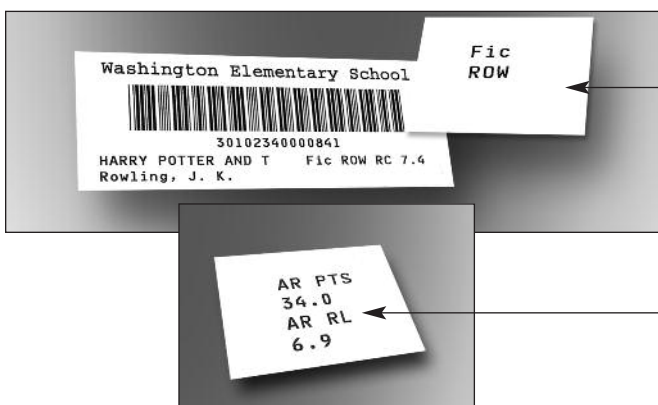 Washington Elementary School
30102340000841
HARRY POTTER AND T    Fic ROW RC 7.4
Rowling, J. K.
Fic
ROW
AR PTS
34.0
AR RL
6.9